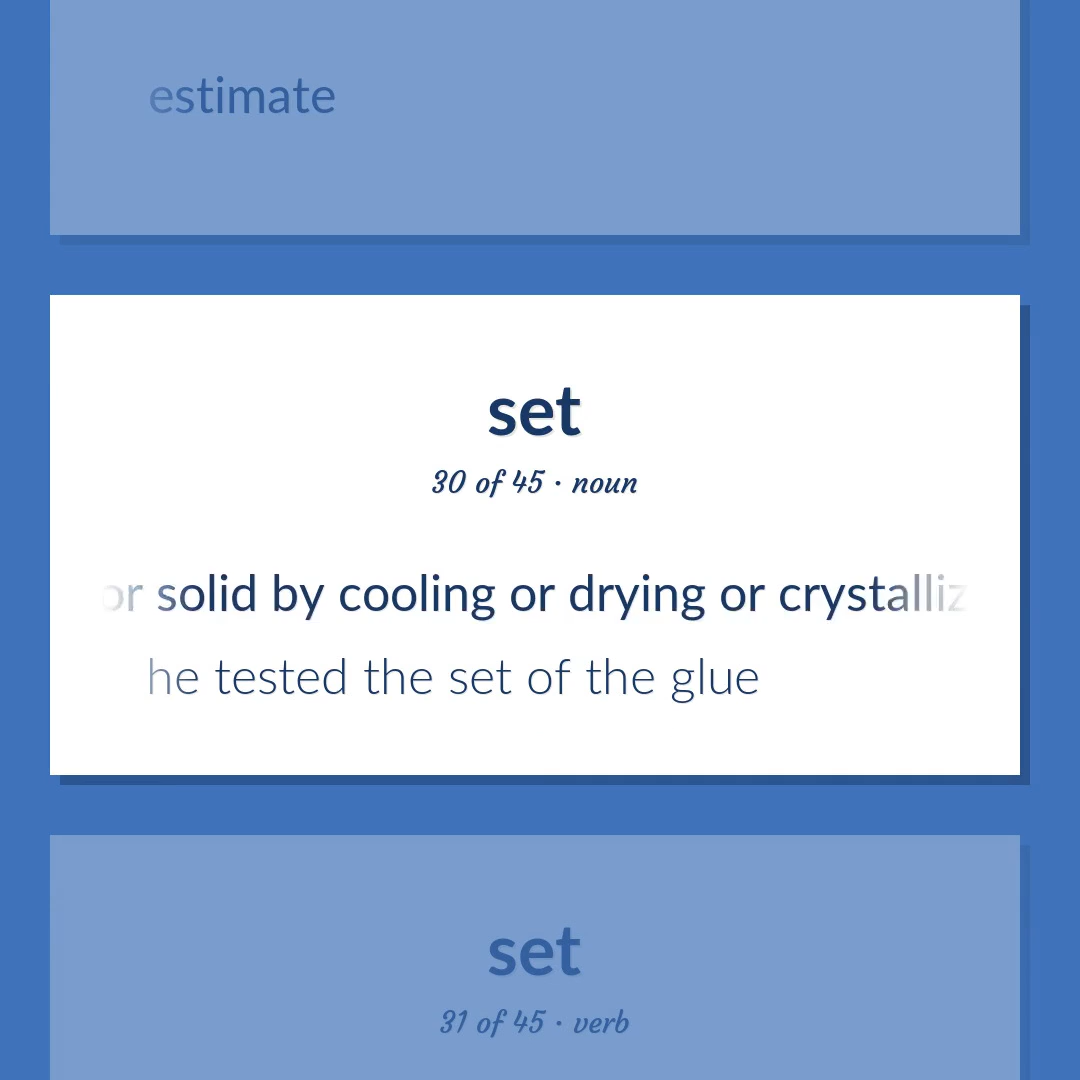 estimate
set
30 of 45 · noun
or solid by cooling or drying or crystalliz
he tested the set of the glue
set
31 of 45 · verb